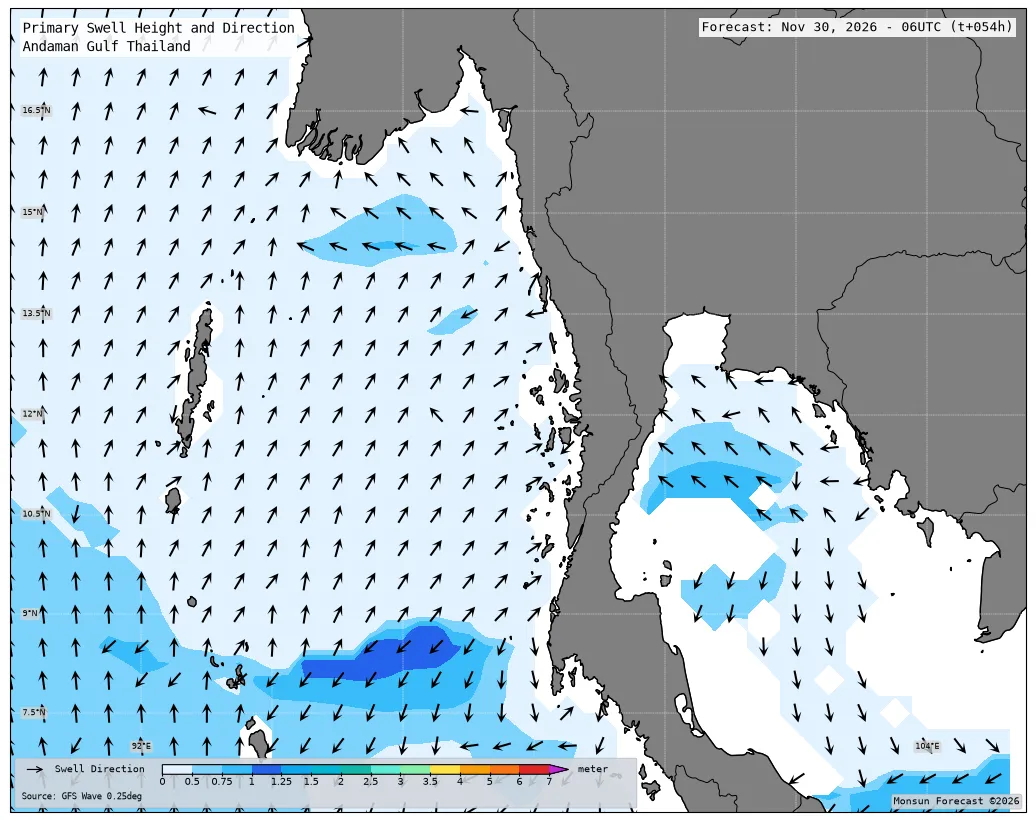 Primary Swell Height and Direction
Andaman Gulf Thailand
Forecast: Nov 30, 2026 - 06UTC (t+054h)
16.5°N
15°N
13.5°N
12°N
10.5°N
9°N
7.5°N
92°E
104°E
Swell Direction
0 0.5 0.75 1 1.25 1.5 2 2.5 3 3.5 4 5 6 7
meter
Source: GFS Wave 0.25deg
Monsun Forecast ©2026